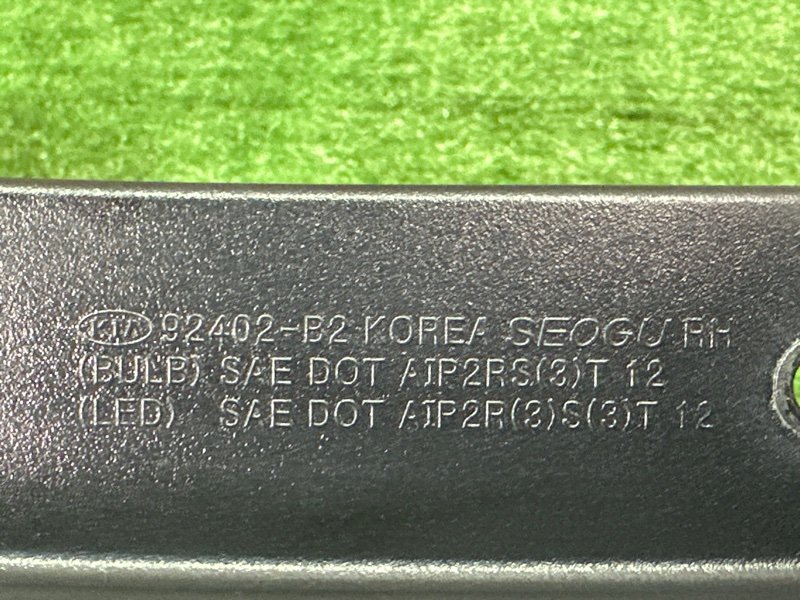 KIA 92402-B2 KOREA SEOGU RH
(BULB) SAE DOT AIP2RS(3)T 12
(LED) SAE DOT AIP2R(3)S(3)T 12